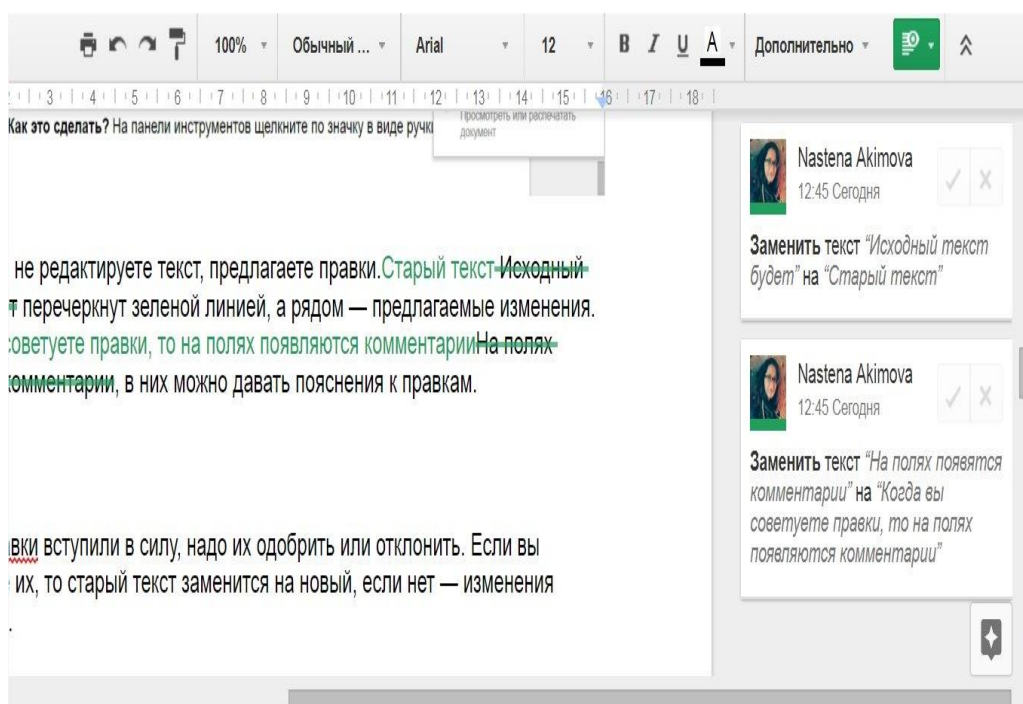 100% Обычный ... Arial 12 B I U A Дополнительно
3 4 5 6 7 8 9 10 11 12 13 14 15 16 17 18
Как это сделать? На панели инструментов щелкните по значку в виде
Просмотреть или распечатать
документ
не редактируете текст, предлагаете правки.Старый текст Исходный
перечеркнут зеленой линией, а рядом — предлагаемые изменения.
советуете правки, то на полях появляются комментарииНа полях
комментарии, в них можно давать пояснения к правкам.
вступили в силу, надо их одобрить или отклонить. Если вы
их, то старый текст заменится на новый, если нет — изменения
.
Nastena Akimova
12:45 Сегодня
Заменить текст “Исходный текст
будет” на “Старый текст”
Nastena Akimova
12:45 Сегодня
Заменить текст “На полях появятся
комментарии” на “Когда вы
советуете правки, то на полях
появляются комментарии”